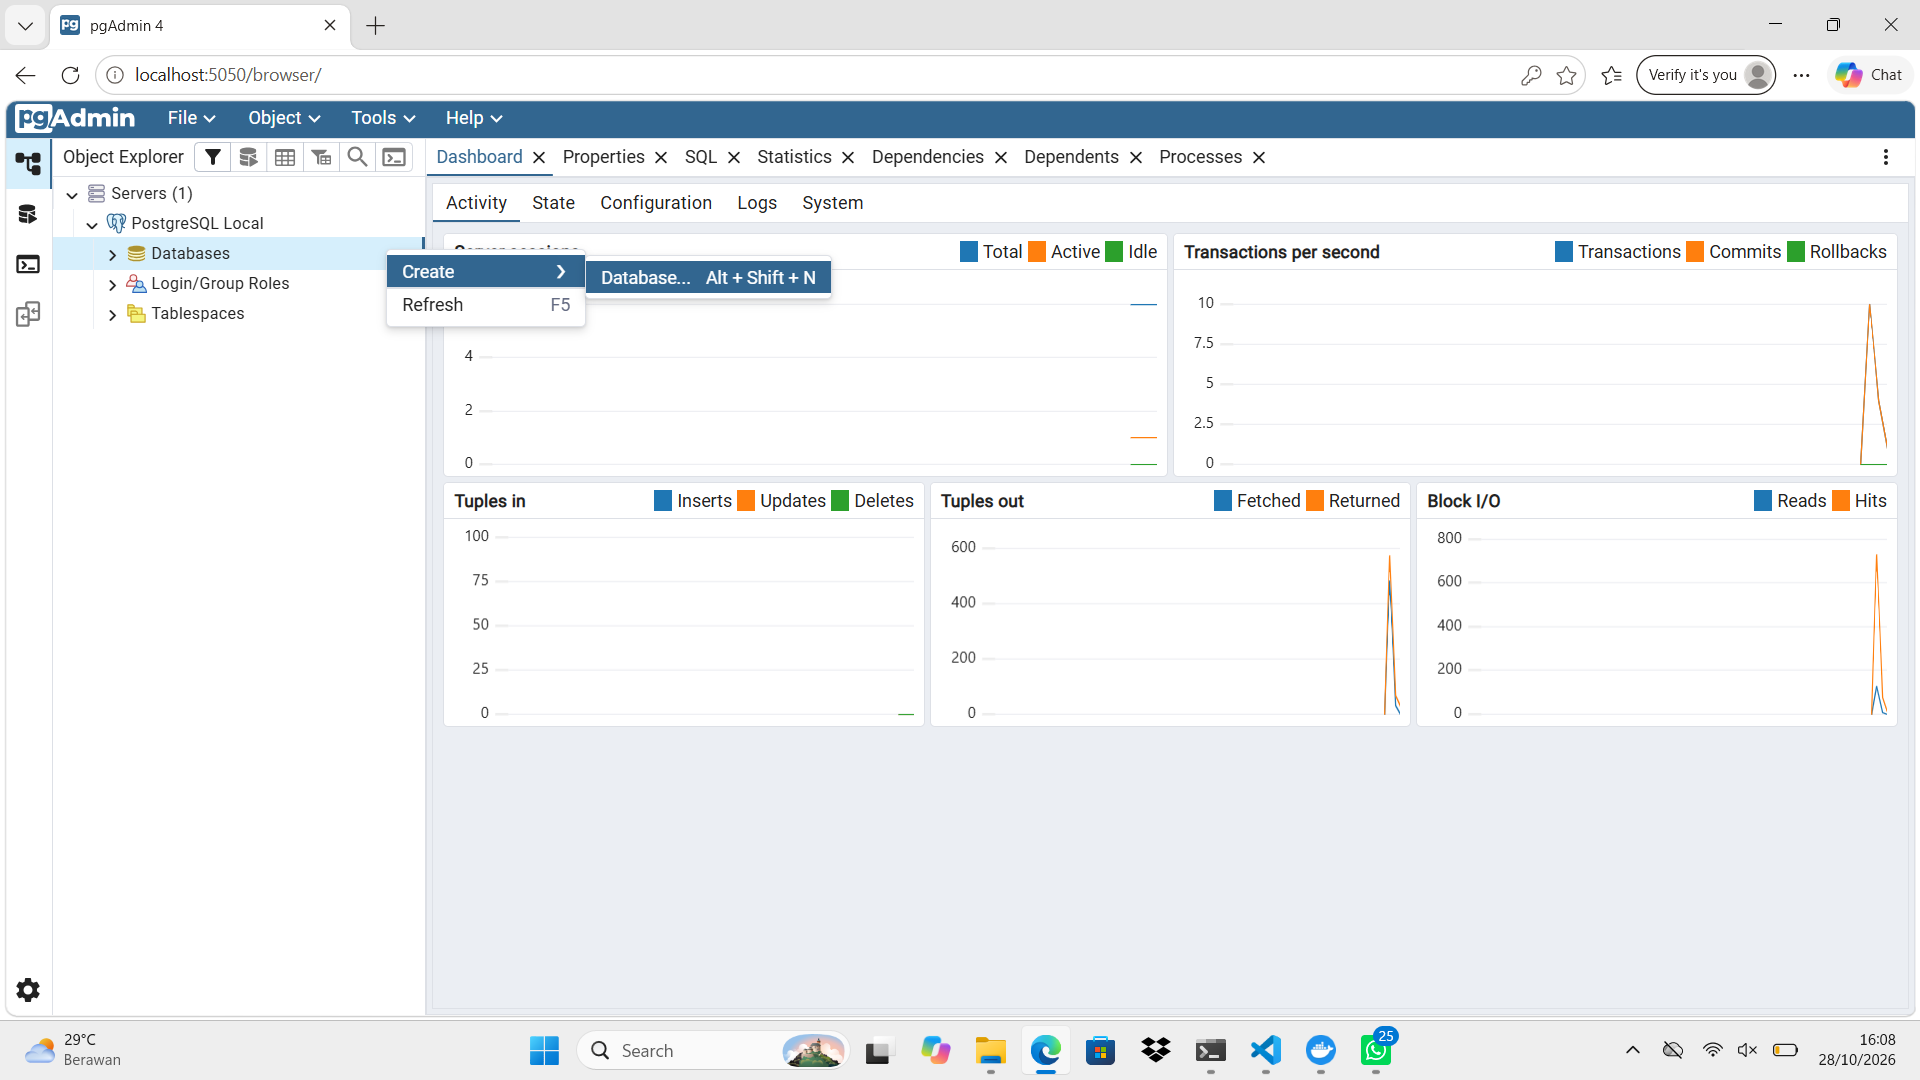 pgAdmin 4
localhost:5050/browser/
Verify it's you
Chat
pgAdmin File Object Tools Help
Object Explorer
Dashboard Properties SQL Statistics Dependencies Dependents Processes
Servers (1)
PostgreSQL Local
Databases
Login/Group Roles
Tablespaces
Create
Database... Alt + Shift + N
Refresh F5
Activity State Configuration Logs System
Total Active Idle
4
2
0
Transactions per second Transactions Commits Rollbacks
10
7.5
5
2.5
0
Tuples in Inserts Updates Deletes
100
75
50
25
0
Tuples out Fetched Returned
600
400
200
0
Block I/O Reads Hits
800
600
400
200
0
29°C
Berawan
Search
25
16:08
28/10/2026